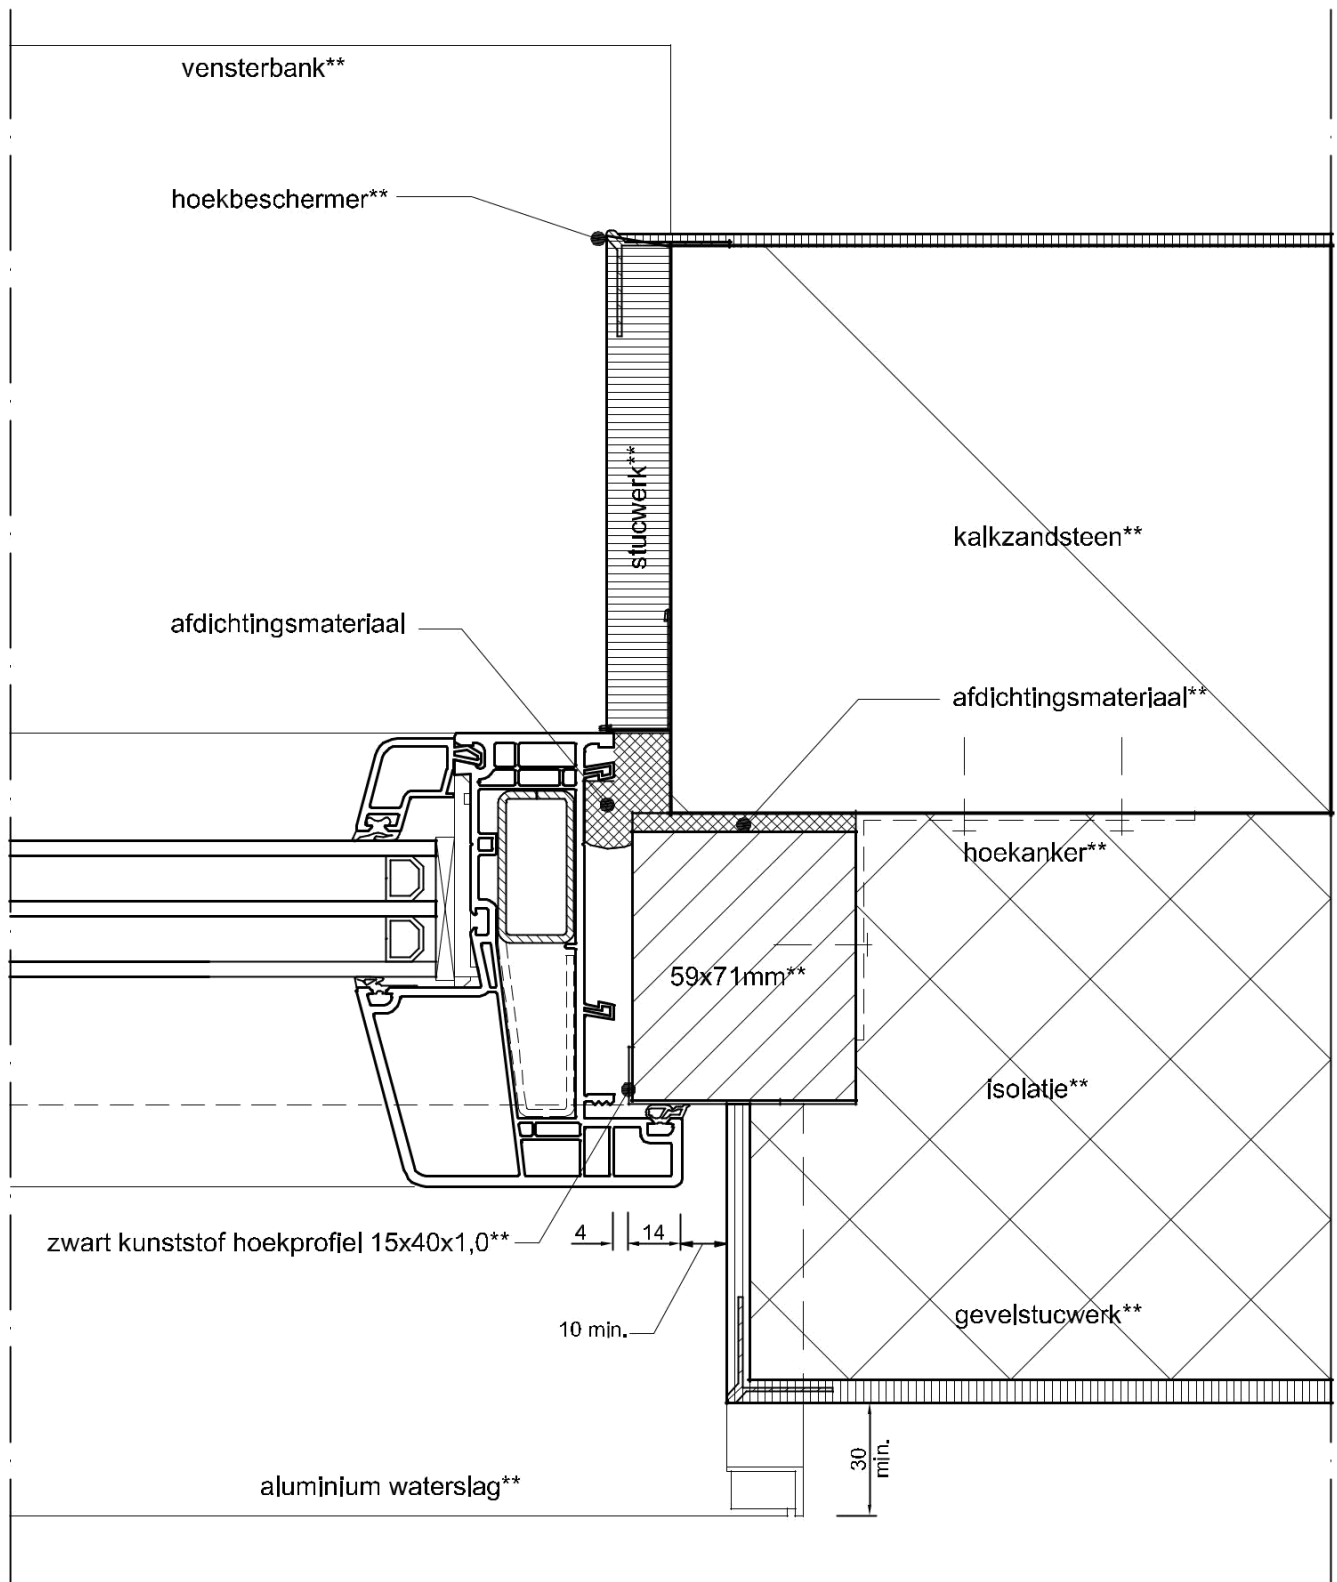 vensterbank**
hoekbeschermer**
stucwerk**
kalkzandsteen**
afdichtingsmateriaal
afdichtingsmateriaal**
hoekanker**
59x71mm**
isolatie**
zwart kunststof hoekprofiel 15x40x1,0**
4
14
10 min.
gevelstucwerk**
30
min.
aluminium waterslag**